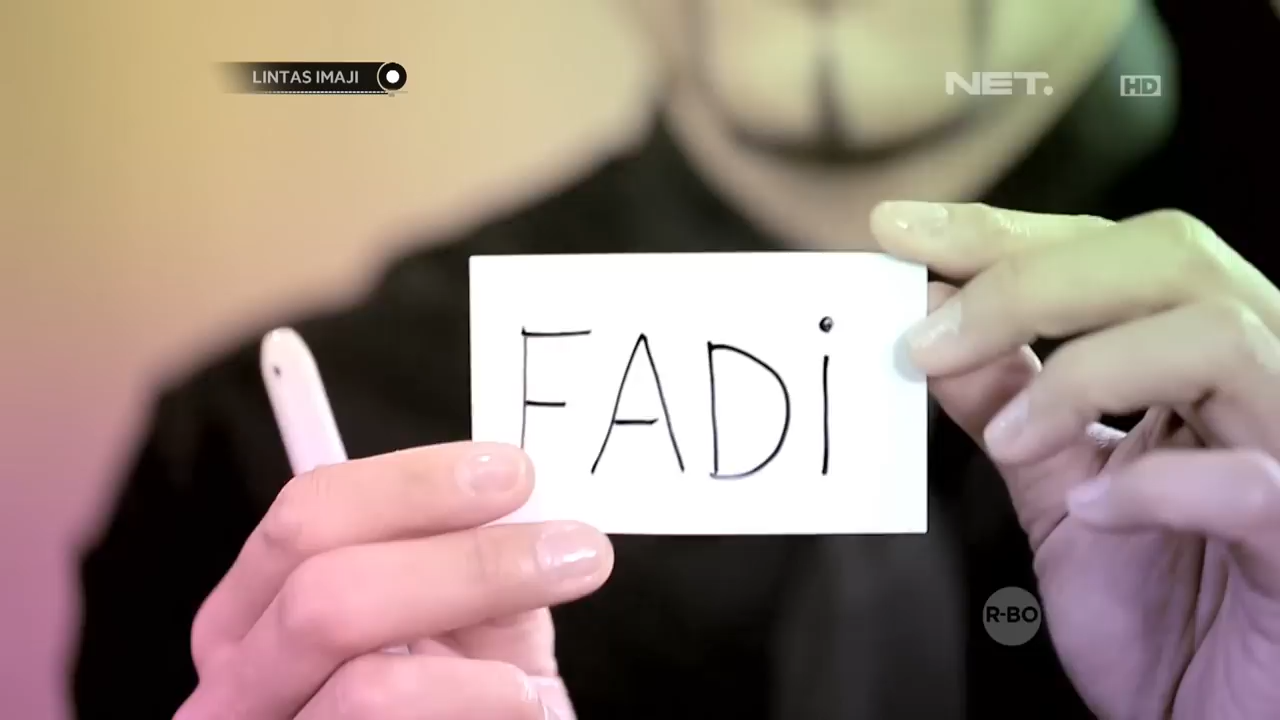 LINTAS IMAJI
NET.
HD
FADi
R-BO